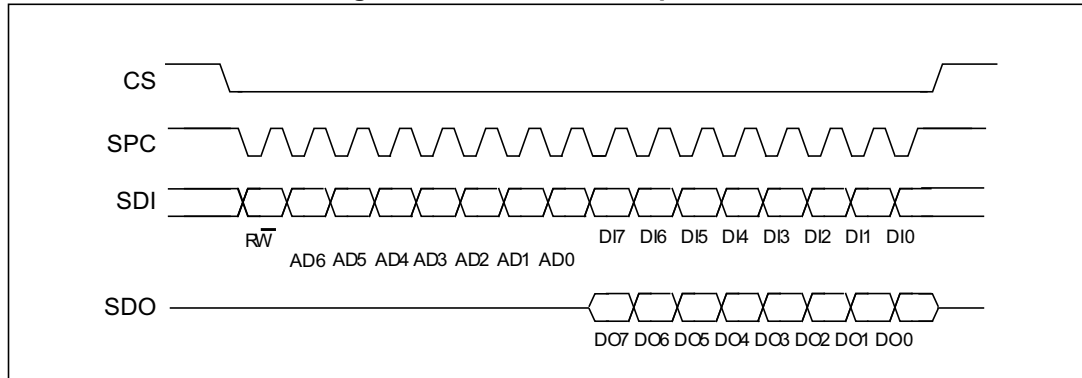 CS
SPC
SDI
RW̅
DI7 DI6 DI5 DI4 DI3 DI2 DI1 DI0
AD6 AD5 AD4 AD3 AD2 AD1 AD0
SDO
DO7 DO6 DO5 DO4 DO3 DO2 DO1 DO0